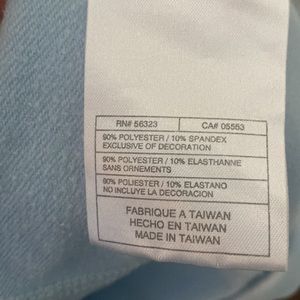 RN# 56323 CA# 05553
90% POLYESTER / 10% SPANDEX
EXCLUSIVE OF DECORATION
90% POLYESTER / 10% ELASTHANNE
SANS ORNEMENTS
90% POLIESTER / 10% ELASTANO
NO INCLUYE LA DECORACION
FABRIQUE A TAIWAN
HECHO EN TAIWAN
MADE IN TAIWAN